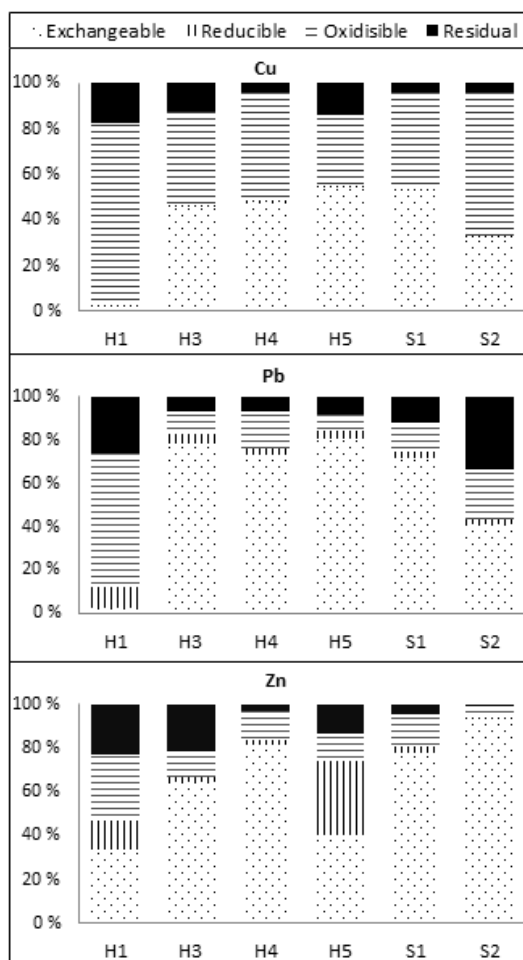 Exchangeable Reducible Oxidisible Residual
Cu
100 %
80 %
60 %
40 %
20 %
0 %
H1 H3 H4 H5 S1 S2
Pb
100 %
80 %
60 %
40 %
20 %
0 %
H1 H3 H4 H5 S1 S2
Zn
100 %
80 %
60 %
40 %
20 %
0 %
H1 H3 H4 H5 S1 S2